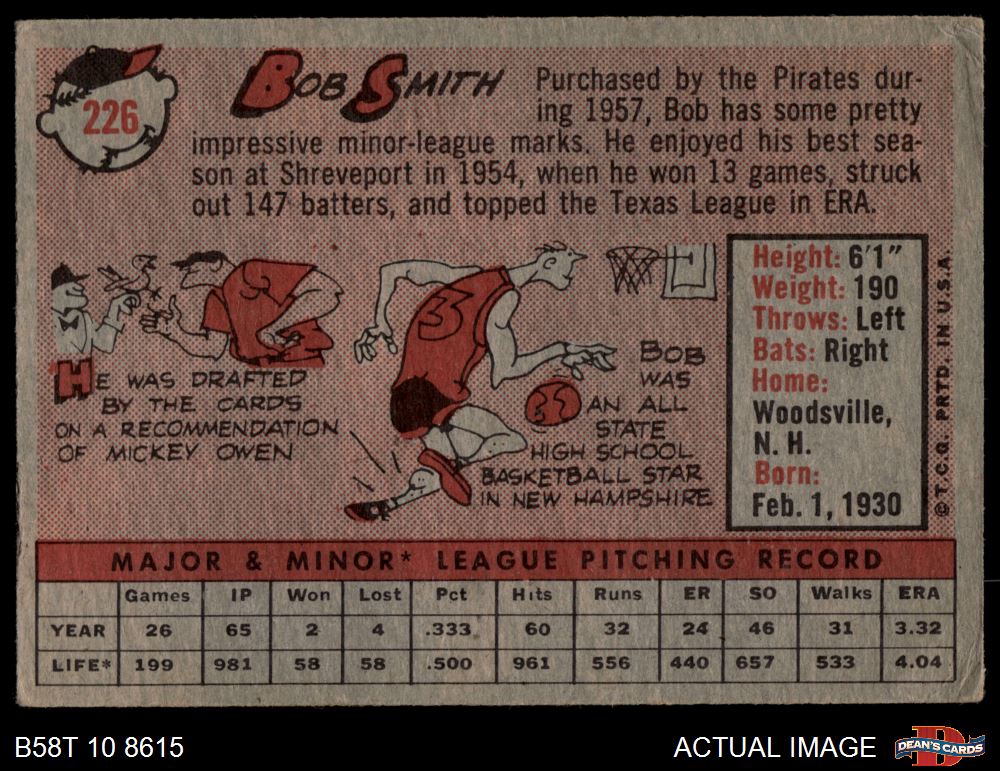 226
BOB SMITH
Purchased by the Pirates dur-
ing 1957, Bob has some pretty
impressive minor-league marks. He enjoyed his best sea-
son at Shreveport in 1954, when he won 13 games, struck
out 147 batters, and topped the Texas League in ERA.
HE WAS DRAFTED
BY THE CARDS
ON A RECOMMENDATION
OF MICKEY OWEN
3
BOB
WAS
AN ALL
STATE
HIGH SCHOOL
BASKETBALL STAR
IN NEW HAMPSHIRE
Height: 6'1"
Weight: 190
Throws: Left
Bats: Right
Home:
Woodsville,
N. H.
Born:
Feb. 1, 1930
© T.C.G. PRTD. IN U.S.A.
MAJOR & MINOR* LEAGUE PITCHING RECORD
Games IP Won Lost Pct Hits Runs ER SO Walks ERA
YEAR 26 65 2 4 .333 60 32 24 46 31 3.32
LIFE* 199 981 58 58 .500 961 556 440 657 533 4.04
B58T 10 8615
ACTUAL IMAGE
D
DEAN'S CARDS